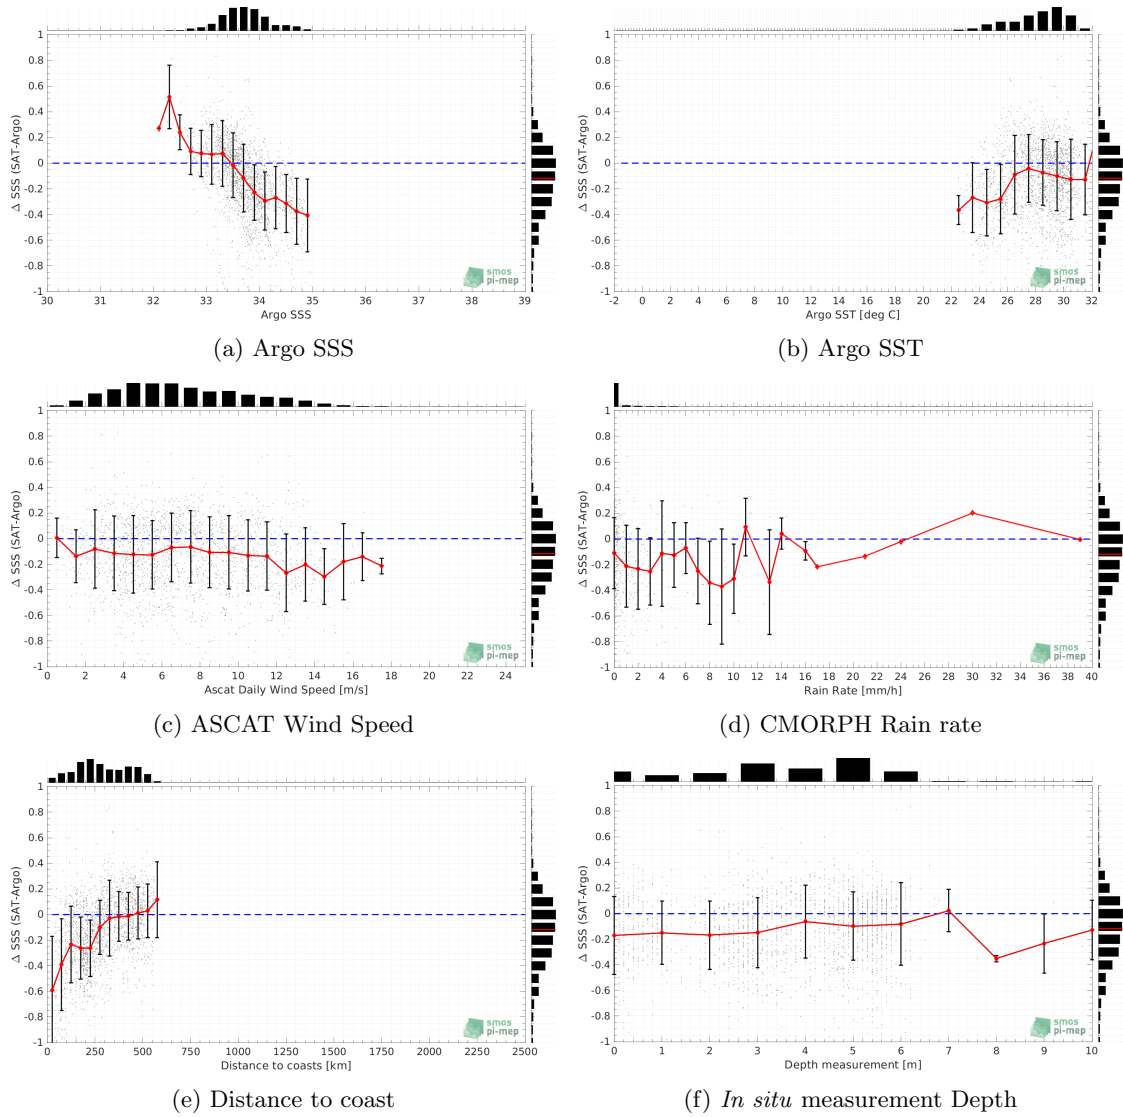 1
0.8
0.6
0.4
0.2
0
-0.2
-0.4
-0.6
-0.8
-1
Δ SSS (SAT-Argo)
30 31 32 33 34 35 36 37 38 39
Argo SSS
smos
pi-mep
(a) Argo SSS
1
0.8
0.6
0.4
0.2
0
-0.2
-0.4
-0.6
-0.8
-1
Δ SSS (SAT-Argo)
-2 0 2 4 6 8 10 12 14 16 18 20 22 24 26 28 30 32
Argo SST [deg C]
smos
pi-mep
(b) Argo SST
1
0.8
0.6
0.4
0.2
0
-0.2
-0.4
-0.6
-0.8
-1
Δ SSS (SAT-Argo)
0 2 4 6 8 10 12 14 16 18 20 22 24
Ascat Daily Wind Speed [m/s]
smos
pi-mep
(c) ASCAT Wind Speed
1
0.8
0.6
0.4
0.2
0
-0.2
-0.4
-0.6
-0.8
-1
Δ SSS (SAT-Argo)
0 2 4 6 8 10 12 14 16 18 20 22 24 26 28 30 32 34 36 38 40
Rain Rate [mm/h]
smos
pi-mep
(d) CMORPH Rain rate
1
0.8
0.6
0.4
0.2
0
-0.2
-0.4
-0.6
-0.8
-1
Δ SSS (SAT-Argo)
0 250 500 750 1000 1250 1500 1750 2000 2250 2500
Distance to coasts [km]
smos
pi-mep
(e) Distance to coast
1
0.8
0.6
0.4
0.2
0
-0.2
-0.4
-0.6
-0.8
-1
Δ SSS (SAT-Argo)
0 1 2 3 4 5 6 7 8 9 10
Depth measurement [m]
smos
pi-mep
(f) In situ measurement Depth